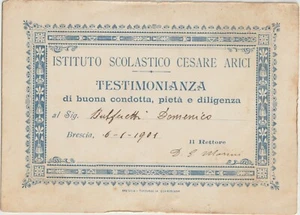 ISTITUTO SCOLASTICO CESARE ARICI
TESTIMONIANZA
di buona condotta, pietà e diligenza
al Sig. Domenico
Brescia, 6-1-1901
Il Rettore